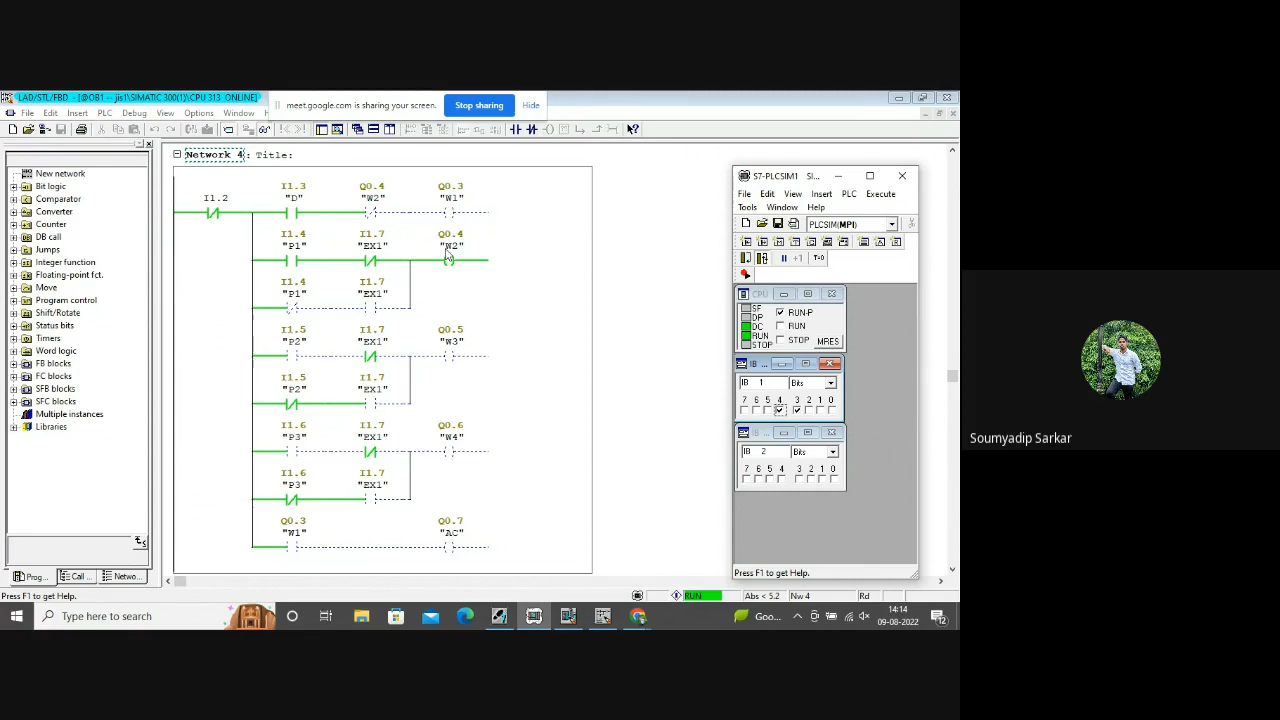 LAD/STL/FBD - [@OB1 -- jis1\SIMATIC 300(1)\CPU 313 ONLINE]
meet.google.com is sharing your screen.
Stop sharing
Hide
File Edit Insert PLC Debug View Options Window
New network
Bit logic
Comparator
Converter
Counter
DB call
Jumps
Integer function
Floating-point fct.
Move
Program control
Shift/Rotate
Status bits
Timers
Word logic
FB blocks
FC blocks
SFB blocks
SFC blocks
Multiple instances
Libraries
Prog...
Call ...
Netwo...
Press F1 to get Help.
Network 4: Title:
I1.3 Q0.4 Q0.3
I1.2 "D" "W2" "W1"
I1.4 I1.7 Q0.4
"P1" "EX1" "W2"
I1.4 I1.7
"P1" "EX1"
I1.5 I1.7 Q0.5
"P2" "EX1" "W3"
I1.5 I1.7
"P2" "EX1"
I1.6 I1.7 Q0.6
"P3" "EX1" "W4"
I1.6 I1.7
"P3" "EX1"
Q0.3 Q0.7
"W1" "AC"
S7-PLCSIM1 SI...
File Edit View Insert PLC Execute
Tools Window Help
PLCSIM(MPI)
+1 T=0
CPU
SF
DP
DC
RUN
STOP
RUN-P
RUN
STOP
MRES
IB ...
IB 1 Bits
7 6 5 4 3 2 1 0
IB 2 Bits
7 6 5 4 3 2 1 0
Press F1 to get Help.
RUN Abs < 5.2 Nw 4 Rd
Type here to search
Goo...
14:14
09-08-2022
12
Soumyadip Sarkar